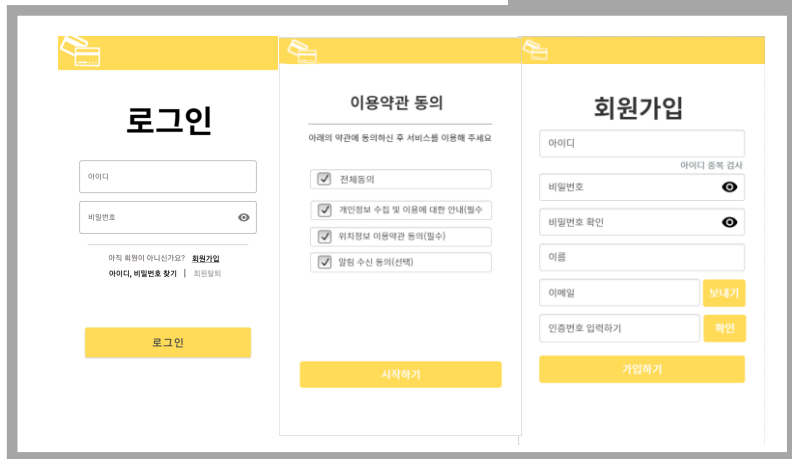 로그인
아이디
비밀번호
아직 회원이 아니신가요? 회원가입
아이디, 비밀번호 찾기 | 회원탈퇴
로그인
이용약관 동의
아래의 약관에 동의하신 후 서비스를 이용해 주세요
전체동의
개인정보 수집 및 이용에 대한 안내(필수
위치정보 이용약관 동의(필수)
알림 수신 동의(선택)
시작하기
회원가입
아이디
아이디 중복 검사
비밀번호
비밀번호 확인
이름
이메일 보내기
인증번호 입력하기 확인
가입하기